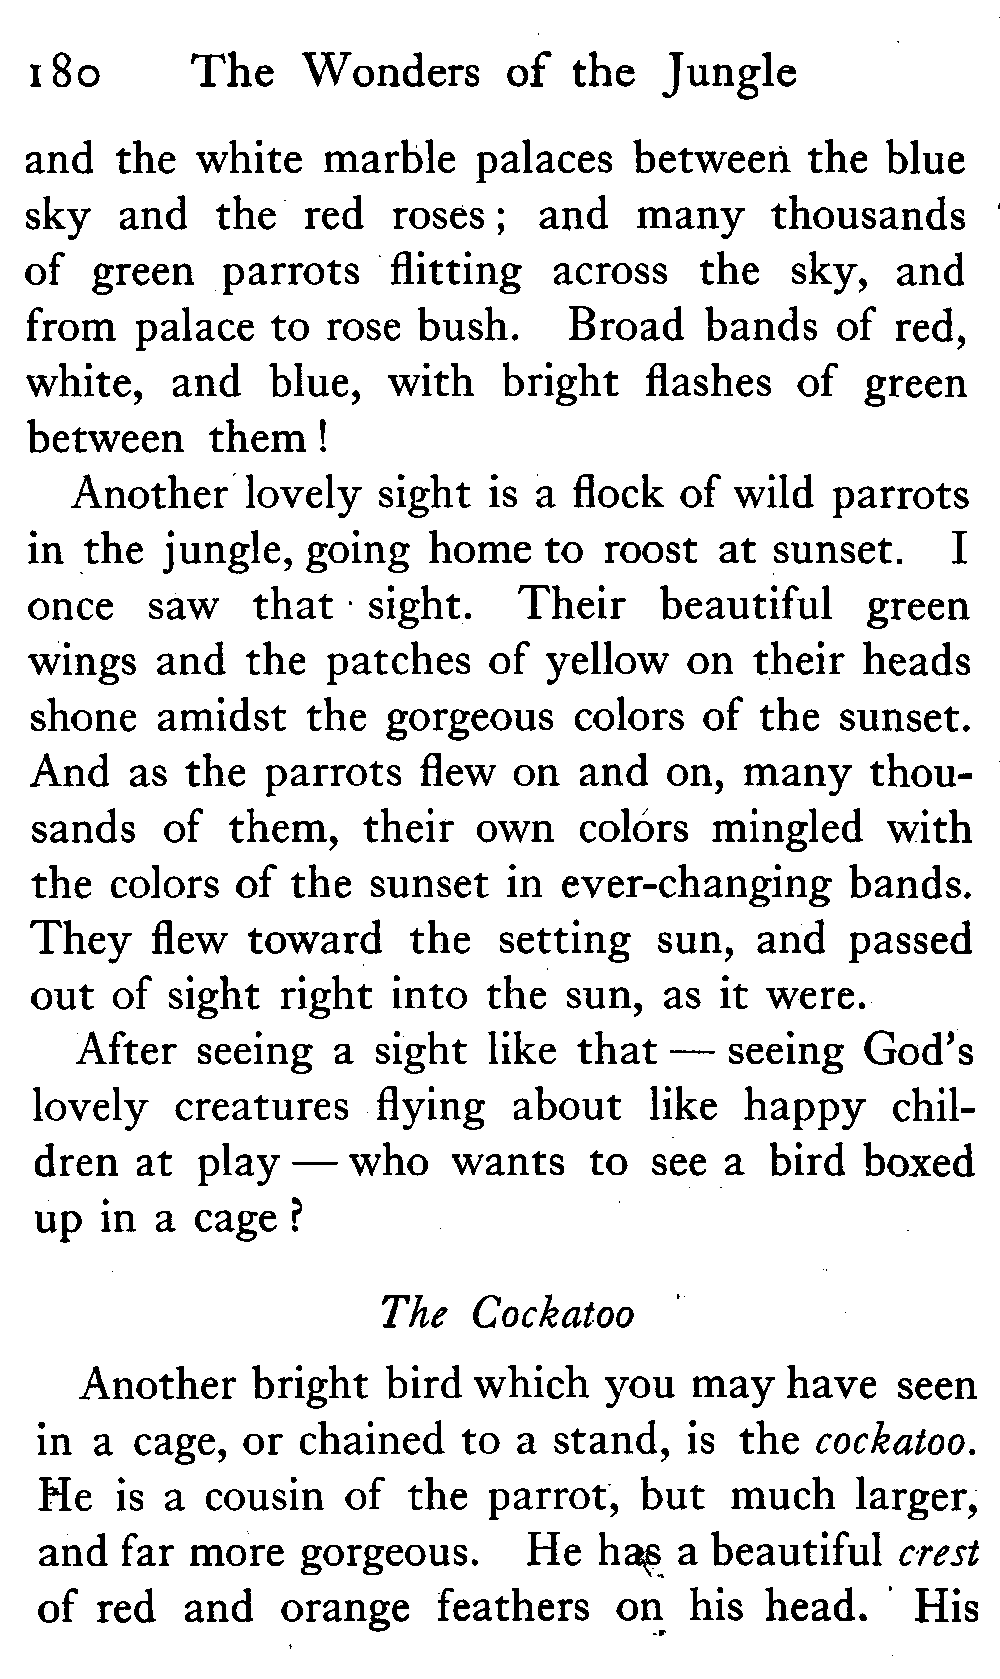 180 The Wonders of the Jungle
and the white marble palaces between the blue
sky and the red roses; and many thousands
of green parrots flitting across the sky, and
from palace to rose bush. Broad bands of red,
white, and blue, with bright flashes of green
between them!
Another lovely sight is a flock of wild parrots
in the jungle, going home to roost at sunset. I
once saw that sight. Their beautiful green
wings and the patches of yellow on their heads
shone amidst the gorgeous colors of the sunset.
And as the parrots flew on and on, many thou-
sands of them, their own colors mingled with
the colors of the sunset in ever-changing bands.
They flew toward the setting sun, and passed
out of sight right into the sun, as it were.
After seeing a sight like that — seeing God's
lovely creatures flying about like happy chil-
dren at play — who wants to see a bird boxed
up in a cage?
The Cockatoo
Another bright bird which you may have seen
in a cage, or chained to a stand, is the cockatoo.
He is a cousin of the parrot, but much larger,
and far more gorgeous. He has a beautiful crest
of red and orange feathers on his head. His